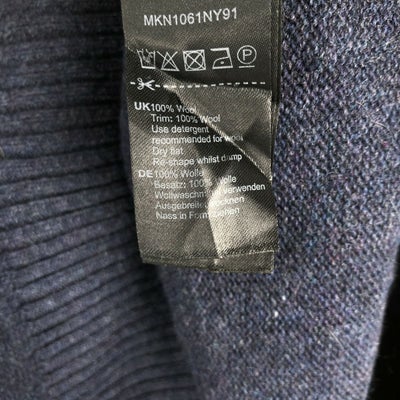 MKN1061NY91
UK100% Wool
Trim: 100% Wool
Use detergent
recommended for wool
Dry flat
Re-shape whilst damp
DE100% Wolle
Besatz: 100% Wolle
Wollwaschm verwenden
Ausgebreitet trocknen
Nass in Form ziehen